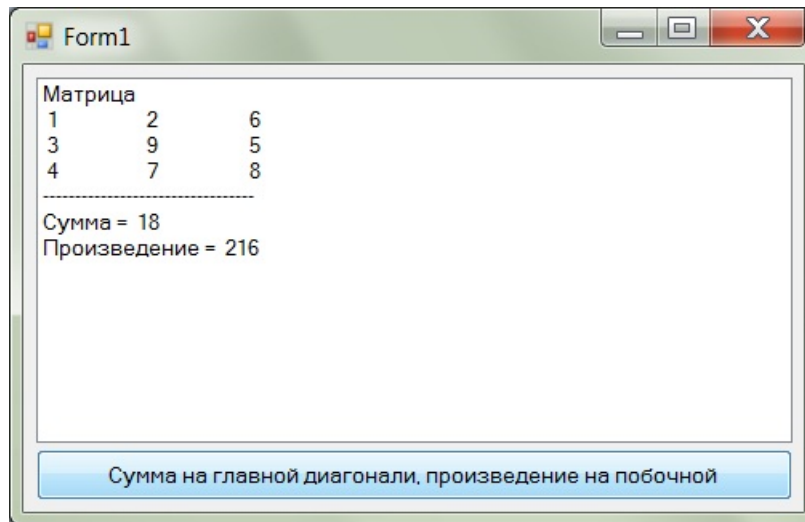 Form1
Матрица
1 2 6
3 9 5
4 7 8
---------------------------------
Сумма = 18
Произведение = 216
Сумма на главной диагонали, произведение на побочной